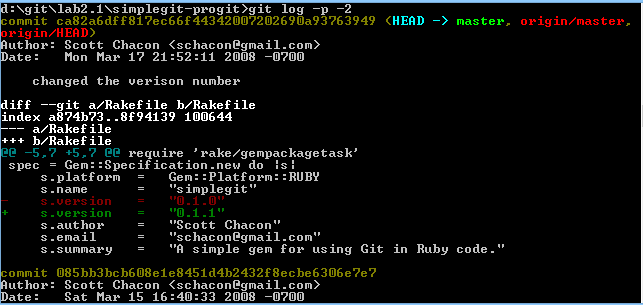 d:\git\lab2.1\simplegit-progit>git log -p -2
commit ca82a6dff817ec66f44342007202690a93763949 (HEAD -> master, origin/master,
origin/HEAD)
Author: Scott Chacon <schacon@gmail.com>
Date:   Mon Mar 17 21:52:11 2008 -0700
    changed the verison number
diff --git a/Rakefile b/Rakefile
index a874b73..8f94139 100644
--- a/Rakefile
+++ b/Rakefile
@@ -5,7 +5,7 @@ require 'rake/gempackagetask'
 spec = Gem::Specification.new do |s|
     s.platform  =   Gem::Platform::RUBY
     s.name      =   "simplegit"
-    s.version   =   "0.1.0"
+    s.version   =   "0.1.1"
     s.author    =   "Scott Chacon"
     s.email     =   "schacon@gmail.com"
     s.summary   =   "A simple gem for using Git in Ruby code."
commit 085bb3bcb608e1e8451d4b2432f8ecbe6306e7e7
Author: Scott Chacon <schacon@gmail.com>
Date:   Sat Mar 15 16:40:33 2008 -0700